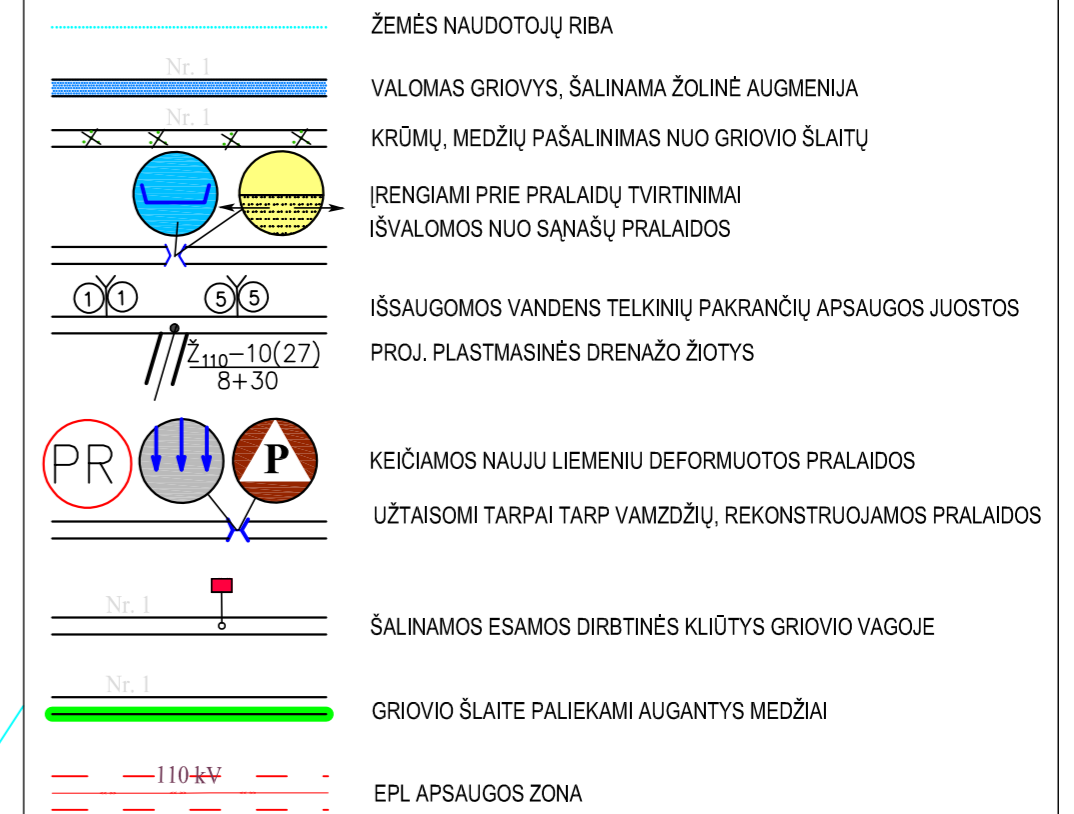 ŽEMĖS NAUDOTOJŲ RIBA
Nr. 1
VALOMAS GRIOVYS, ŠALINAMA ŽOLINĖ AUGMENIJA
Nr. 1
KRŪMŲ, MEDŽIŲ PAŠALINIMAS NUO GRIOVIO ŠLAITŲ
ĮRENGIAMI PRIE PRALAIDŲ TVIRTINIMAI
IŠVALOMOS NUO SĄNAŠŲ PRALAIDOS
1 1 5 5
IŠSAUGOMOS VANDENS TELKINIŲ PAKRANČIŲ APSAUGOS JUOSTOS
Ž110-10(27)
8+30
PROJ. PLASTMASINĖS DRENAŽO ŽIOTYS
PR P
KEIČIAMOS NAUJU LIEMENIU DEFORMUOTOS PRALAIDOS
UŽTAISOMI TARPAI TARP VAMZDŽIŲ, REKONSTRUOJAMOS PRALAIDOS
Nr. 1
ŠALINAMOS ESAMOS DIRBTINĖS KLIŪTYS GRIOVIO VAGOJE
Nr. 1
GRIOVIO ŠLAITE PALIEKAMI AUGANTYS MEDŽIAI
110 kV
EPL APSAUGOS ZONA